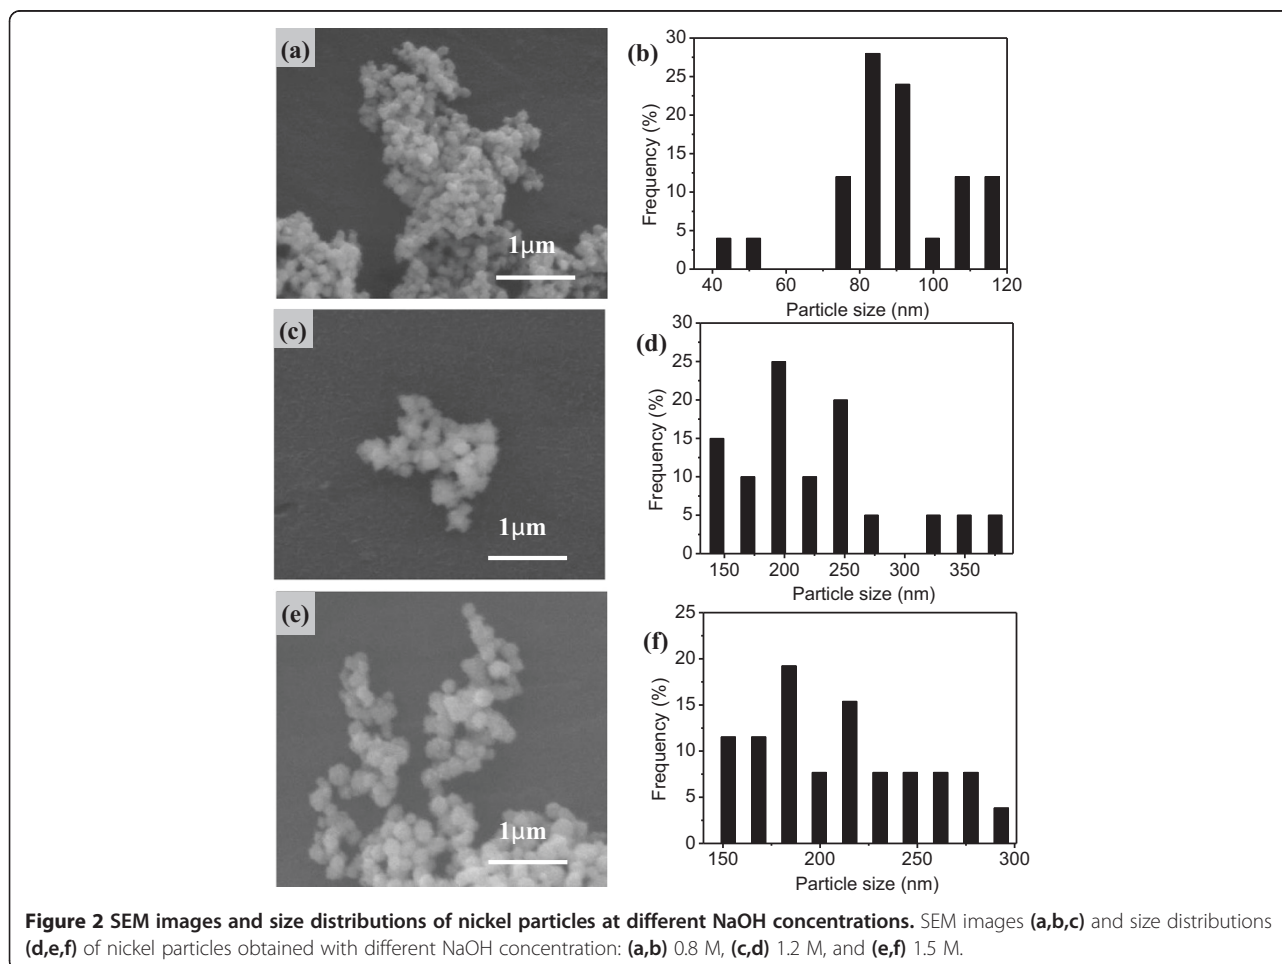 (a)
1µm
(b)
30
25
20
15
10
5
0
Frequency (%)
40 60 80 100 120
Particle size (nm)
(c)
1µm
(d)
30
25
20
15
10
5
0
Frequency (%)
150 200 250 300 350
Particle size (nm)
(e)
1µm
(f)
25
20
15
10
5
0
Frequency (%)
150 200 250 300
Particle size (nm)
Figure 2 SEM images and size distributions of nickel particles at different NaOH concentrations. SEM images (a,b,c) and size distributions
(d,e,f) of nickel particles obtained with different NaOH concentration: (a,b) 0.8 M, (c,d) 1.2 M, and (e,f) 1.5 M.